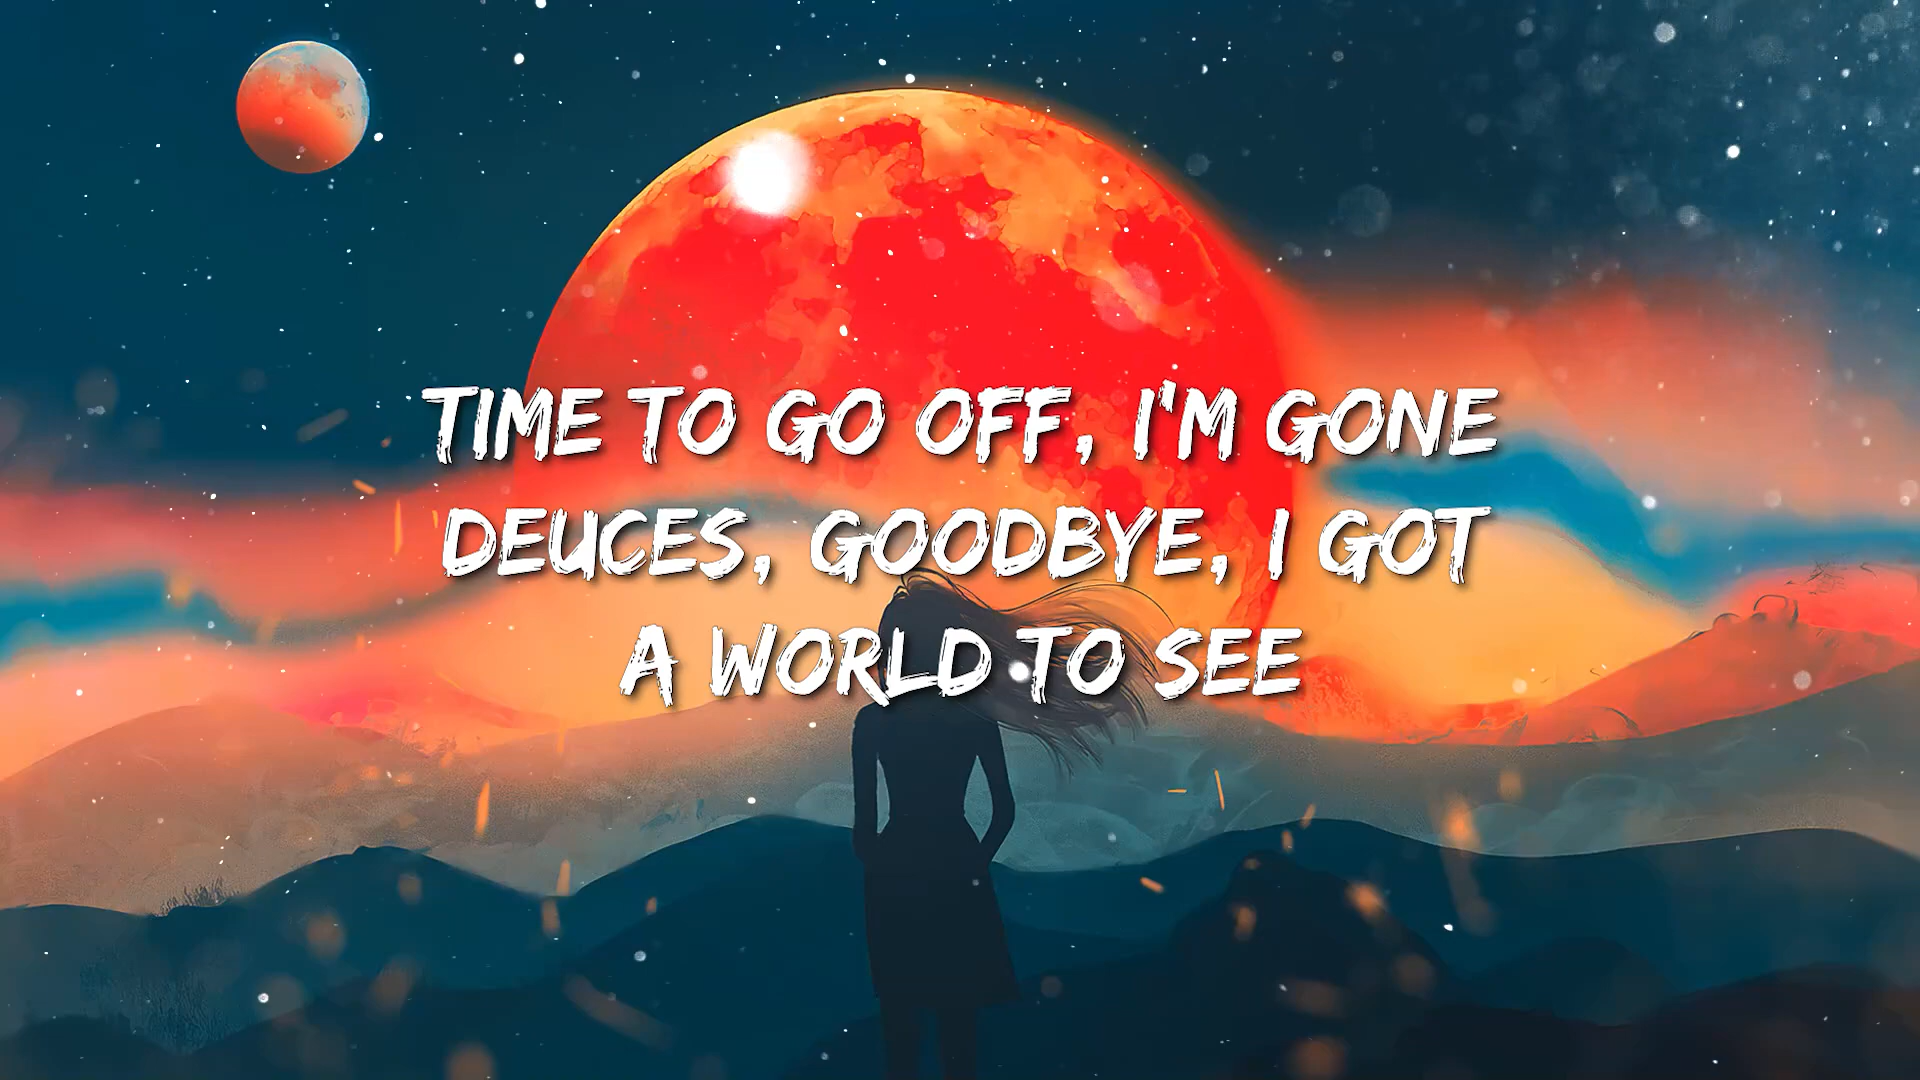 TIME TO GO OFF, I'M GONE
DEUCES, GOODBYE, I GOT
A WORLD TO SEE